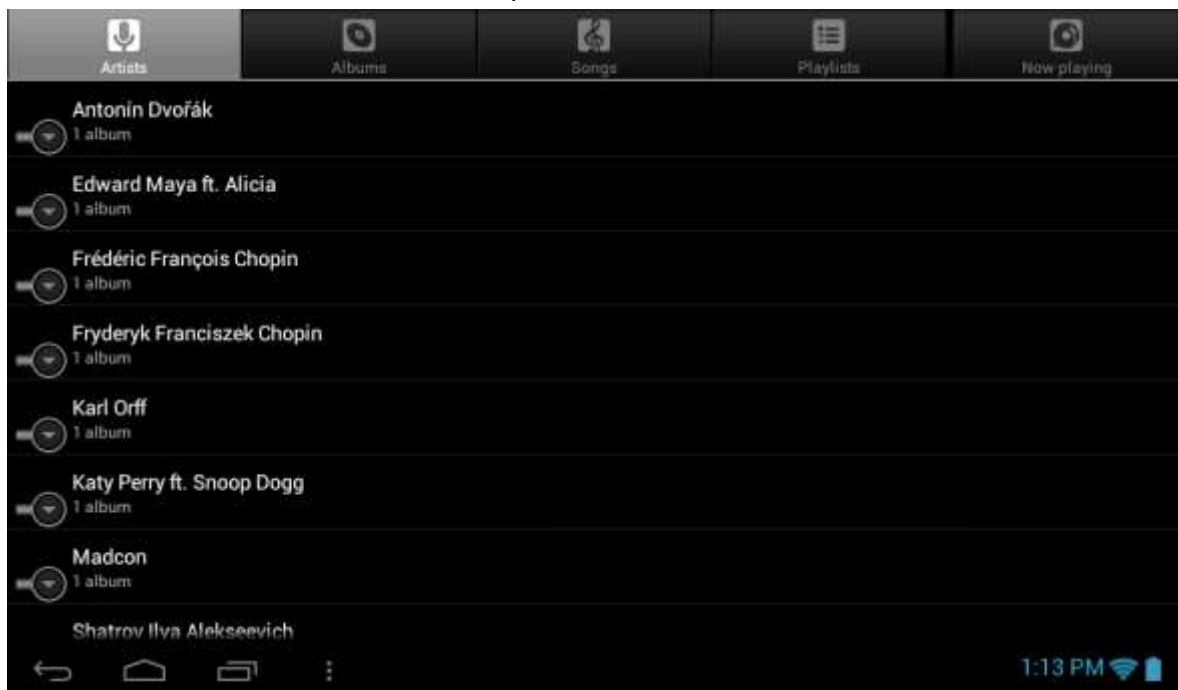 Artists Albums Songs Playlists Now playing
Antonín Dvořák
1 album
Edward Maya ft. Alicia
1 album
Frédéric François Chopin
1 album
Fryderyk Franciszek Chopin
1 album
Karl Orff
1 album
Katy Perry ft. Snoop Dogg
1 album
Madcon
1 album
Shatrov Ilya Alekseevich
1:13 PM